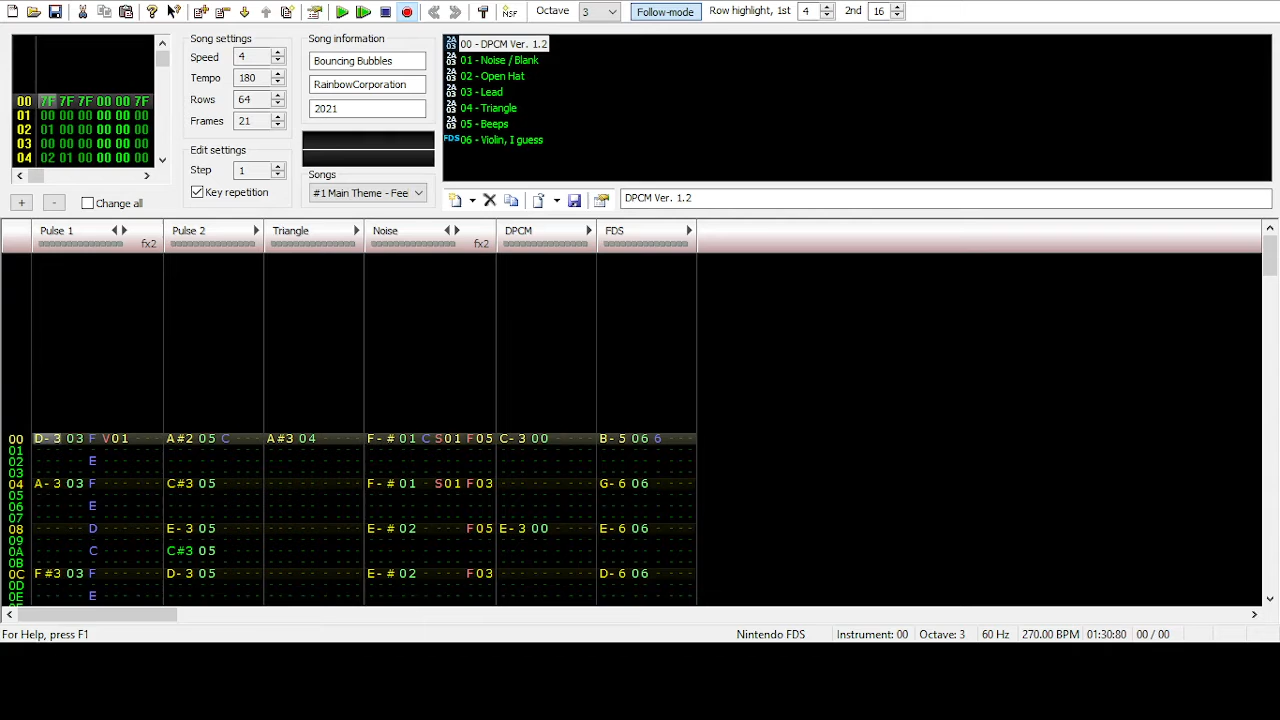 Octave 3 Follow-mode Row highlight, 1st 4 2nd 16
NSF
00 7F 7F 7F 00 00 7F
01 00 00 00 00 00 00
02 01 00 00 00 00 00
03 00 00 00 00 00 00
04 02 01 00 00 00 00
+ - Change all
Song settings
Speed 4
Tempo 180
Rows 64
Frames 21
Edit settings
Step 1
Key repetition
Song information
Bouncing Bubbles
RainbowCorporation
2021
Songs
#1 Main Theme - Fee
2A03 00 - DPCM Ver. 1.2
2A03 01 - Noise / Blank
2A03 02 - Open Hat
2A03 03 - Lead
2A03 04 - Triangle
2A03 05 - Beeps
FDS 06 - Violin, I guess
DPCM Ver. 1.2
Pulse 1 fx2 Pulse 2 Triangle Noise fx2 DPCM FDS
00 D-3 03 F V01 A#2 05 C A#3 04 F-# 01 C S01 F05 C-3 00 B-5 06 6
01
02 E
03
04 A-3 03 F C#3 05 F-# 01 S01 F03 G-6 06
05
06 E
07
08 D E-3 05 E-# 02 F05 E-3 00 E-6 06
09
0A C C#3 05
0B
0C F#3 03 F D-3 05 E-# 02 F03 D-6 06
0D
0E E
For Help, press F1 Nintendo FDS Instrument: 00 Octave: 3 60 Hz 270.00 BPM 01:30:80 00 / 00